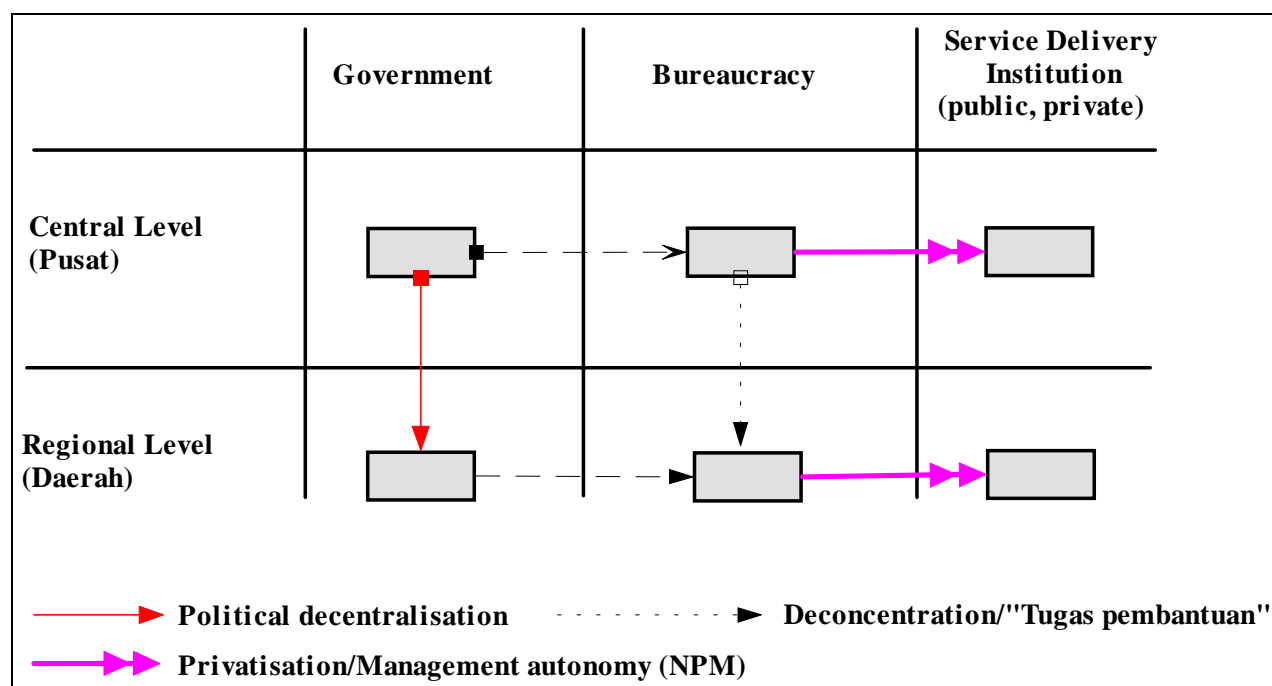 Government
Bureaucracy
Service Delivery
Institution
(public, private)
Central Level
(Pusat)
Regional Level
(Daerah)
Political decentralisation
Deconcentration/"Tugas pembantuan"
Privatisation/Management autonomy (NPM)